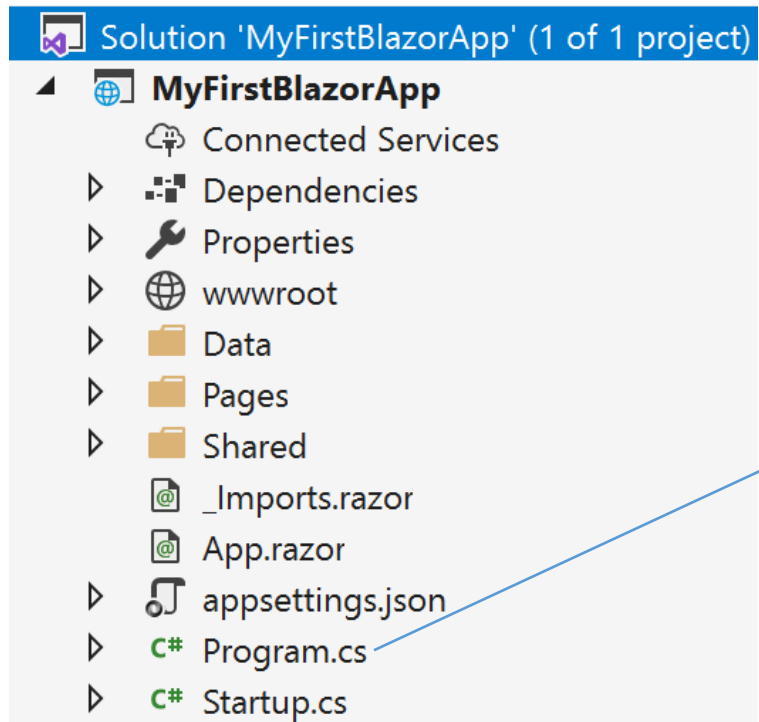 Solution 'MyFirstBlazorApp' (1 of 1 project)
MyFirstBlazorApp
Connected Services
Dependencies
Properties
wwwroot
Data
Pages
Shared
_Imports.razor
App.razor
appsettings.json
C# Program.cs
C# Startup.cs